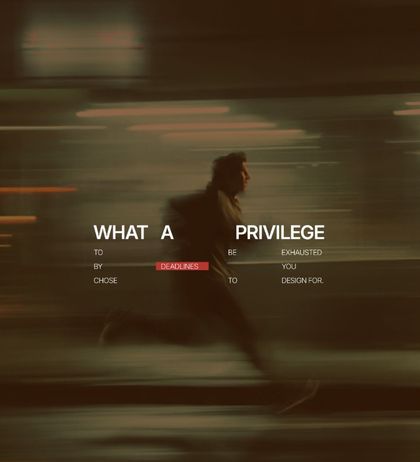 WHAT A PRIVILEGE
TO BE EXHAUSTED
BY DEADLINES YOU
CHOSE TO DESIGN FOR.